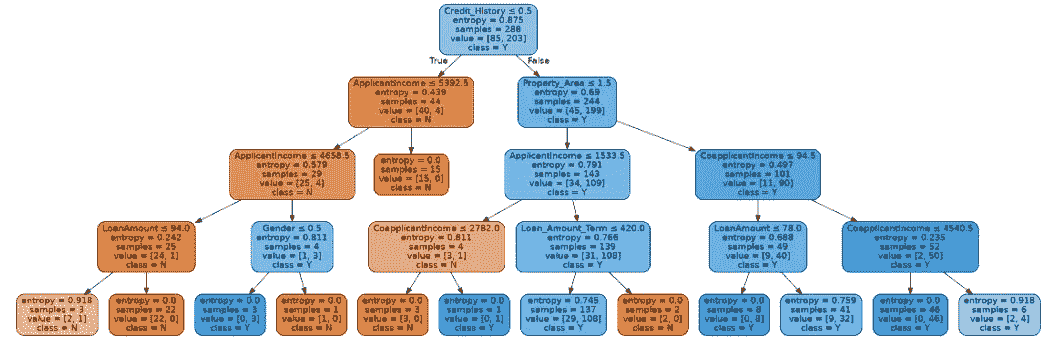 Credit_History ≤ 0.5
entropy = 0.875
samples = 288
value = [85, 203]
class = Y
True
False
ApplicantIncome ≤ 5392.5
entropy = 0.439
samples = 44
value = [40, 4]
class = N
Property_Area ≤ 1.5
entropy = 0.69
samples = 244
value = [45, 199]
class = Y
ApplicantIncome ≤ 4658.5
entropy = 0.579
samples = 29
value = [25, 4]
class = N
entropy = 0.0
samples = 15
value = [15, 0]
class = N
ApplicantIncome ≤ 1533.5
entropy = 0.791
samples = 143
value = [34, 109]
class = Y
CoapplicantIncome ≤ 94.5
entropy = 0.497
samples = 101
value = [11, 90]
class = Y
LoanAmount ≤ 94.0
entropy = 0.242
samples = 25
value = [24, 1]
class = N
Gender ≤ 0.5
entropy = 0.811
samples = 4
value = [1, 3]
class = Y
CoapplicantIncome ≤ 2782.0
entropy = 0.811
samples = 4
value = [3, 1]
class = N
Loan_Amount_Term ≤ 420.0
entropy = 0.766
samples = 139
value = [31, 108]
class = Y
LoanAmount ≤ 78.0
entropy = 0.688
samples = 49
value = [9, 40]
class = Y
CoapplicantIncome ≤ 4540.5
entropy = 0.235
samples = 52
value = [2, 50]
class = Y
entropy = 0.918
samples = 3
value = [2, 1]
class = N
entropy = 0.0
samples = 22
value = [22, 0]
class = N
entropy = 0.0
samples = 3
value = [0, 3]
class = Y
entropy = 0.0
samples = 1
value = [1, 0]
class = N
entropy = 0.0
samples = 3
value = [3, 0]
class = N
entropy = 0.0
samples = 1
value = [0, 1]
class = Y
entropy = 0.745
samples = 137
value = [29, 108]
class = Y
entropy = 0.0
samples = 2
value = [2, 0]
class = N
entropy = 0.0
samples = 8
value = [0, 8]
class = Y
entropy = 0.759
samples = 41
value = [9, 32]
class = Y
entropy = 0.0
samples = 46
value = [0, 46]
class = Y
entropy = 0.918
samples = 6
value = [2, 4]
class = Y